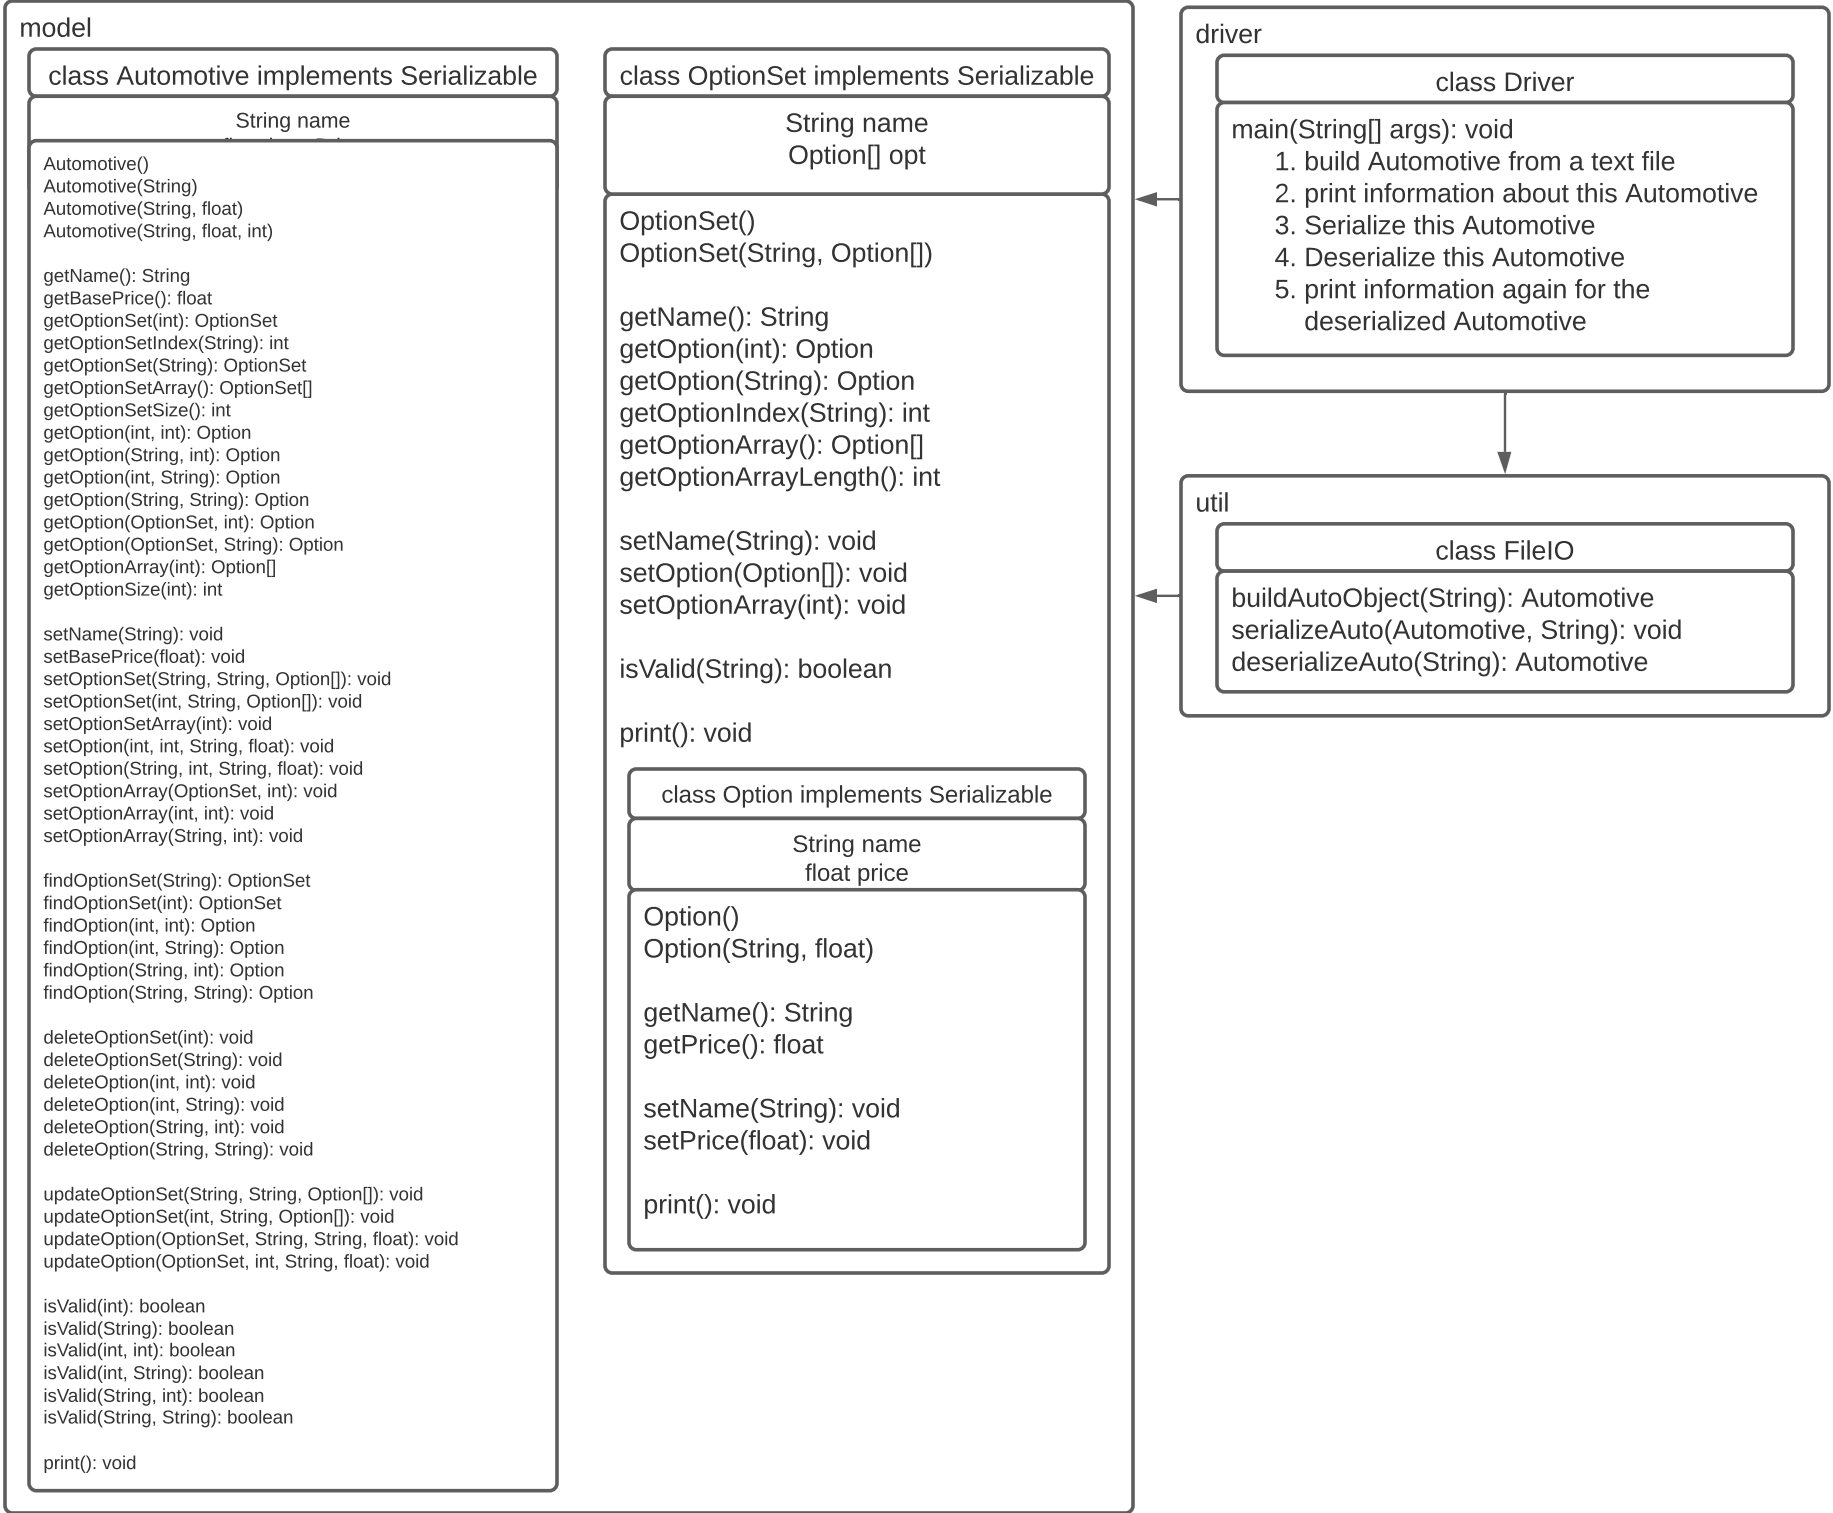 model
class Automotive implements Serializable
String name
Automotive()
Automotive(String)
Automotive(String, float)
Automotive(String, float, int)
getName(): String
getBasePrice(): float
getOptionSet(int): OptionSet
getOptionSetIndex(String): int
getOptionSet(String): OptionSet
getOptionSetArray(): OptionSet[]
getOptionSetSize(): int
getOption(int, int): Option
getOption(String, int): Option
getOption(int, String): Option
getOption(String, String): Option
getOption(OptionSet, int): Option
getOption(OptionSet, String): Option
getOptionArray(int): Option[]
getOptionSize(int): int
setName(String): void
setBasePrice(float): void
setOptionSet(String, String, Option[]): void
setOptionSet(int, String, Option[]): void
setOptionSetArray(int): void
setOption(int, int, String, float): void
setOption(String, int, String, float): void
setOptionArray(OptionSet, int): void
setOptionArray(int, int): void
setOptionArray(String, int): void
findOptionSet(String): OptionSet
findOptionSet(int): OptionSet
findOption(int, int): Option
findOption(int, String): Option
findOption(String, int): Option
findOption(String, String): Option
deleteOptionSet(int): void
deleteOptionSet(String): void
deleteOption(int, int): void
deleteOption(int, String): void
deleteOption(String, int): void
deleteOption(String, String): void
updateOptionSet(String, String, Option[]): void
updateOptionSet(int, String, Option[]): void
updateOption(OptionSet, String, String, float): void
updateOption(OptionSet, int, String, float): void
isValid(int): boolean
isValid(String): boolean
isValid(int, int): boolean
isValid(int, String): boolean
isValid(String, int): boolean
isValid(String, String): boolean
print(): void
class OptionSet implements Serializable
String name
Option[] opt
OptionSet()
OptionSet(String, Option[])
getName(): String
getOption(int): Option
getOption(String): Option
getOptionIndex(String): int
getOptionArray(): Option[]
getOptionArrayLength(): int
setName(String): void
setOption(Option[]): void
setOptionArray(int): void
isValid(String): boolean
print(): void
class Option implements Serializable
String name
float price
Option()
Option(String, float)
getName(): String
getPrice(): float
setName(String): void
setPrice(float): void
print(): void
driver
class Driver
main(String[] args): void
1. build Automotive from a text file
2. print information about this Automotive
3. Serialize this Automotive
4. Deserialize this Automotive
5. print information again for the
deserialized Automotive
util
class FileIO
buildAutoObject(String): Automotive
serializeAuto(Automotive, String): void
deserializeAuto(String): Automotive